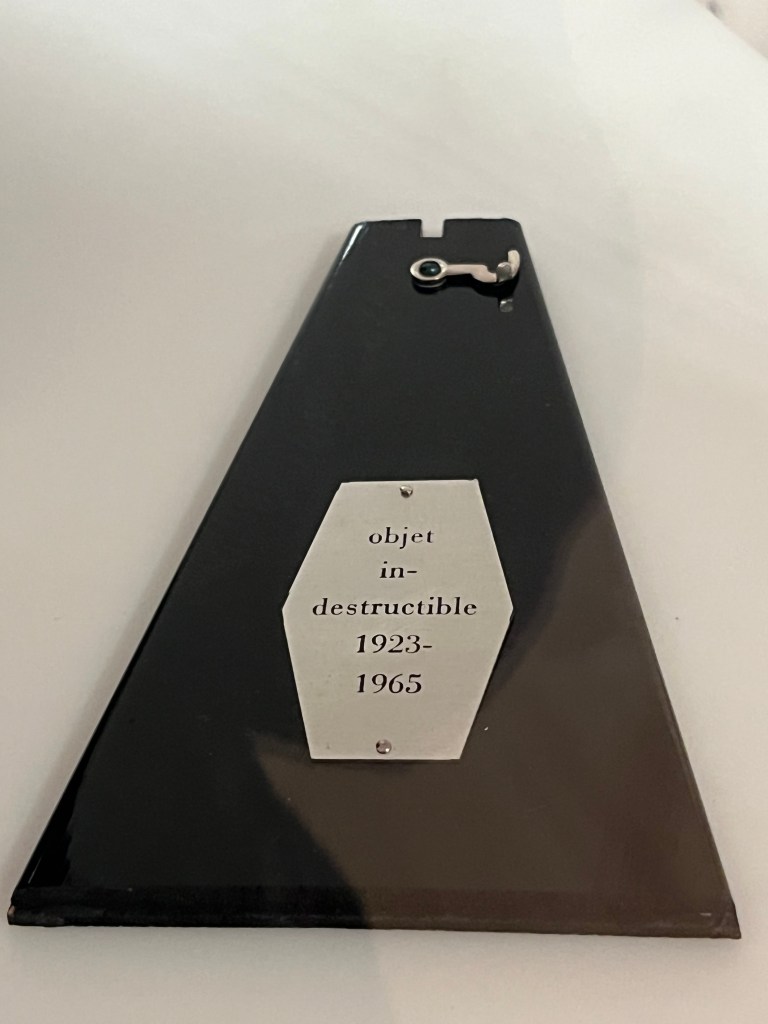 objet
in-
destructible
1923-
1965